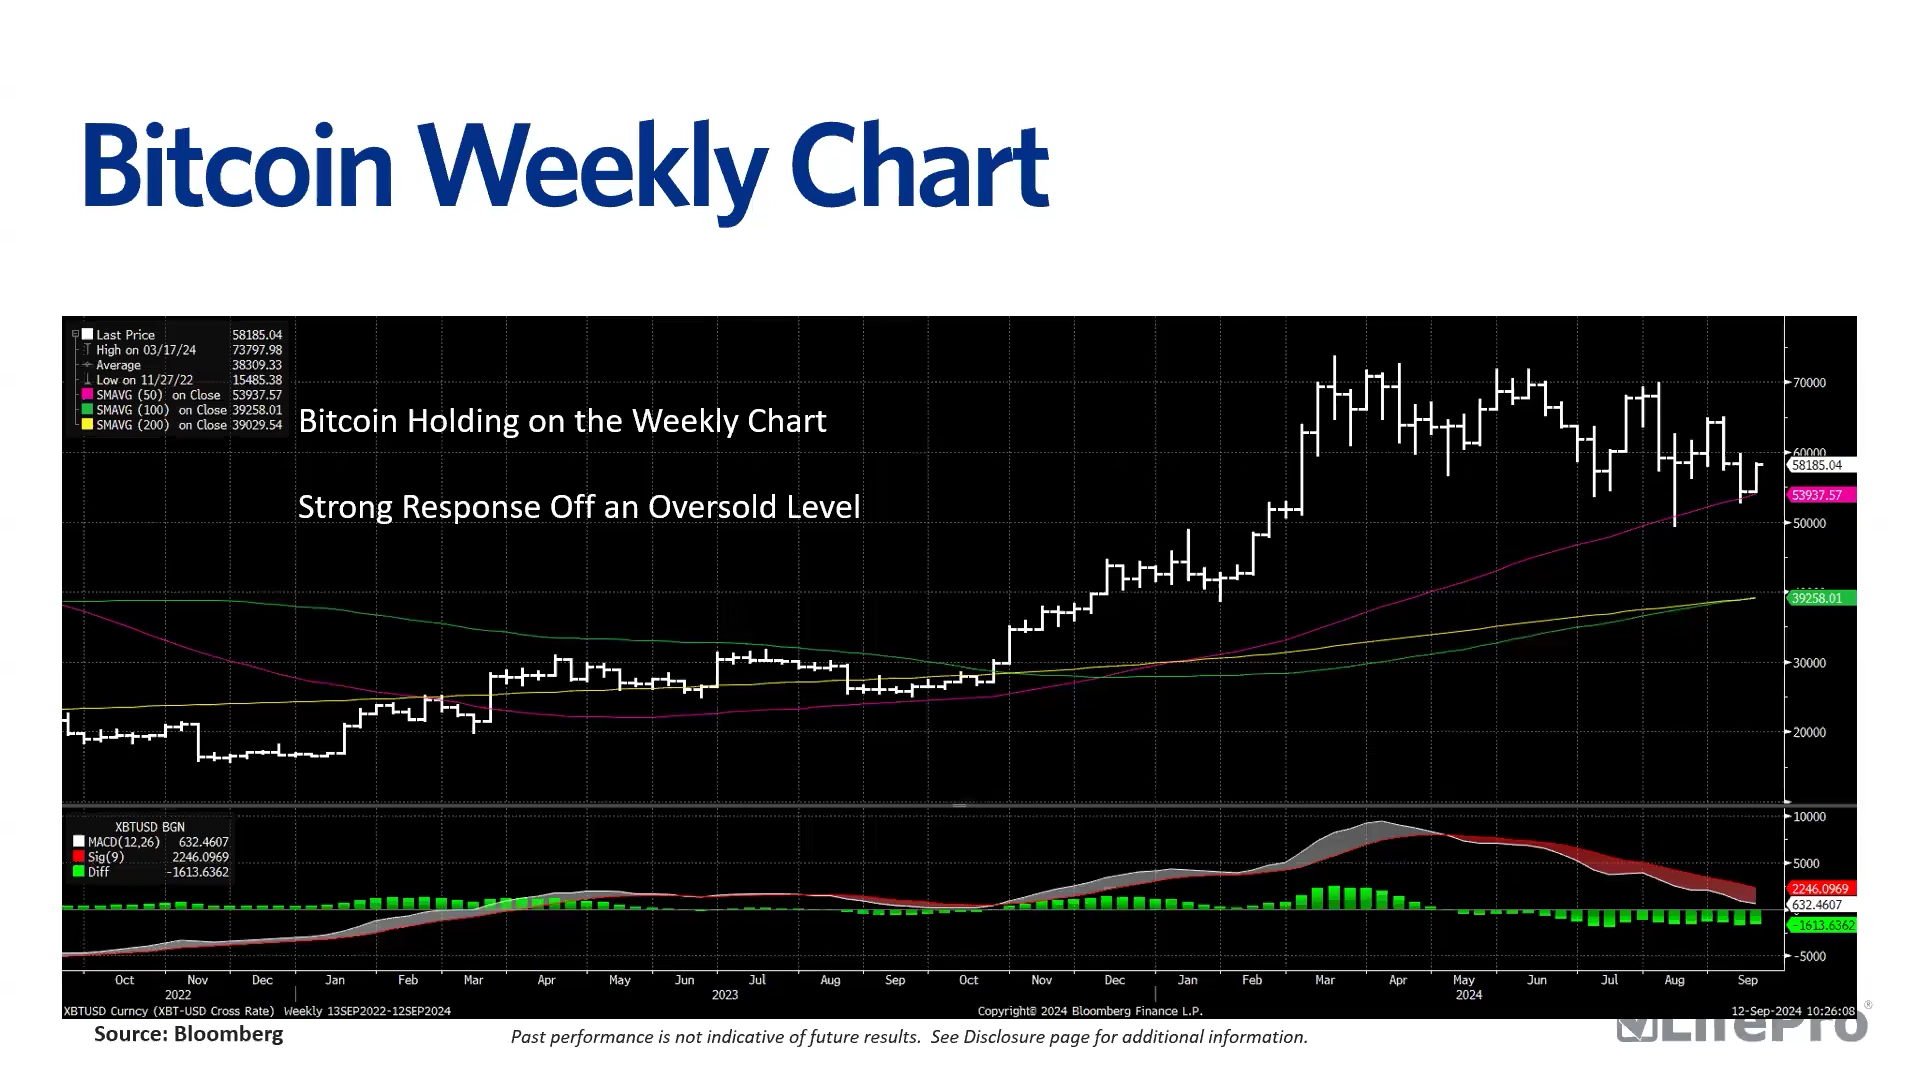 Bitcoin Weekly Chart
Last Price 58185.04
High on 03/17/24 73797.98
Average 38309.33
Low on 11/27/22 15485.38
SMAVG (50) on Close 53937.57
SMAVG (100) on Close 39258.01
SMAVG (200) on Close 39029.54
Bitcoin Holding on the Weekly Chart
Strong Response Off an Oversold Level
70000
60000
58185.04
53937.57
50000
39258.01
30000
20000
XBTUSD BGN
MACD(12,26) 632.4607
Sig(9) 2246.0969
Diff -1613.6362
10000
5000
2246.0969
632.4607
-1613.6362
-5000
Oct Nov Dec Jan Feb Mar Apr May Jun Jul Aug Sep Oct Nov Dec Jan Feb Mar Apr May Jun Jul Aug Sep
2022 2023 2024
XBTUSD Curncy (XBT-USD Cross Rate) Weekly 13SEP2022-12SEP2024 Copyright© 2024 Bloomberg Finance L.P. 12-Sep-2024 10:26:08
Source: Bloomberg
Past performance is not indicative of future results. See Disclosure page for additional information.
LifePro®